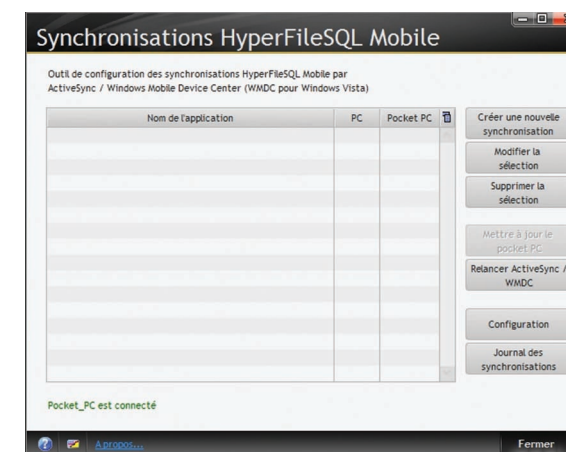 Synchronisations HyperFileSQL Mobile
Outil de configuration des synchronisations HyperFileSQL Mobile par
ActiveSync / Windows Mobile Device Center (WMDC pour Windows Vista)
Nom de l'application PC Pocket PC
Créer une nouvelle
synchronisation
Modifier la
sélection
Supprimer la
sélection
Mettre à jour le
pocket PC
Relancer ActiveSync /
WMDC
Configuration
Journal des
synchronisations
Pocket_PC est connecté
A propos...
Fermer